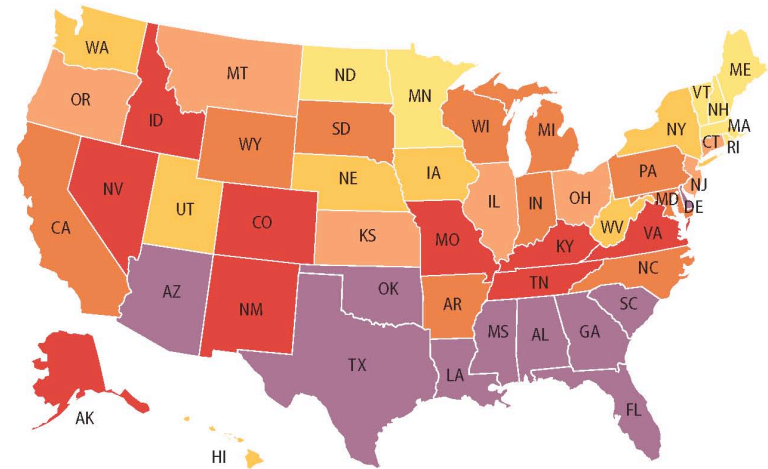 WA
OR
CA
NV
ID
MT
WY
UT
AZ
CO
NM
ND
SD
NE
KS
OK
TX
MN
IA
MO
AR
LA
WI
IL
MI
IN
OH
KY
TN
MS
AL
GA
FL
SC
NC
VA
WV
PA
NY
VT
NH
ME
MA
RI
CT
NJ
MD
DE
AK
HI